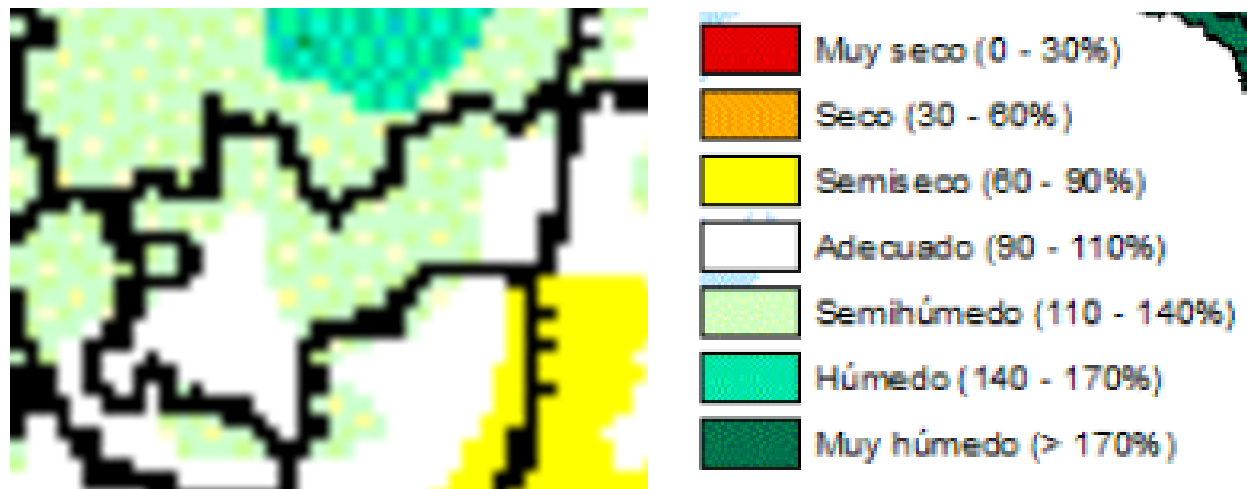 Muy seco (0 - 30%)
Seco (30 - 60%)
Semiseco (60 - 90%)
Adecuado (90 - 110%)
Semihúmedo (110 - 140%)
Húmedo (140 - 170%)
Muy húmedo (> 170%)